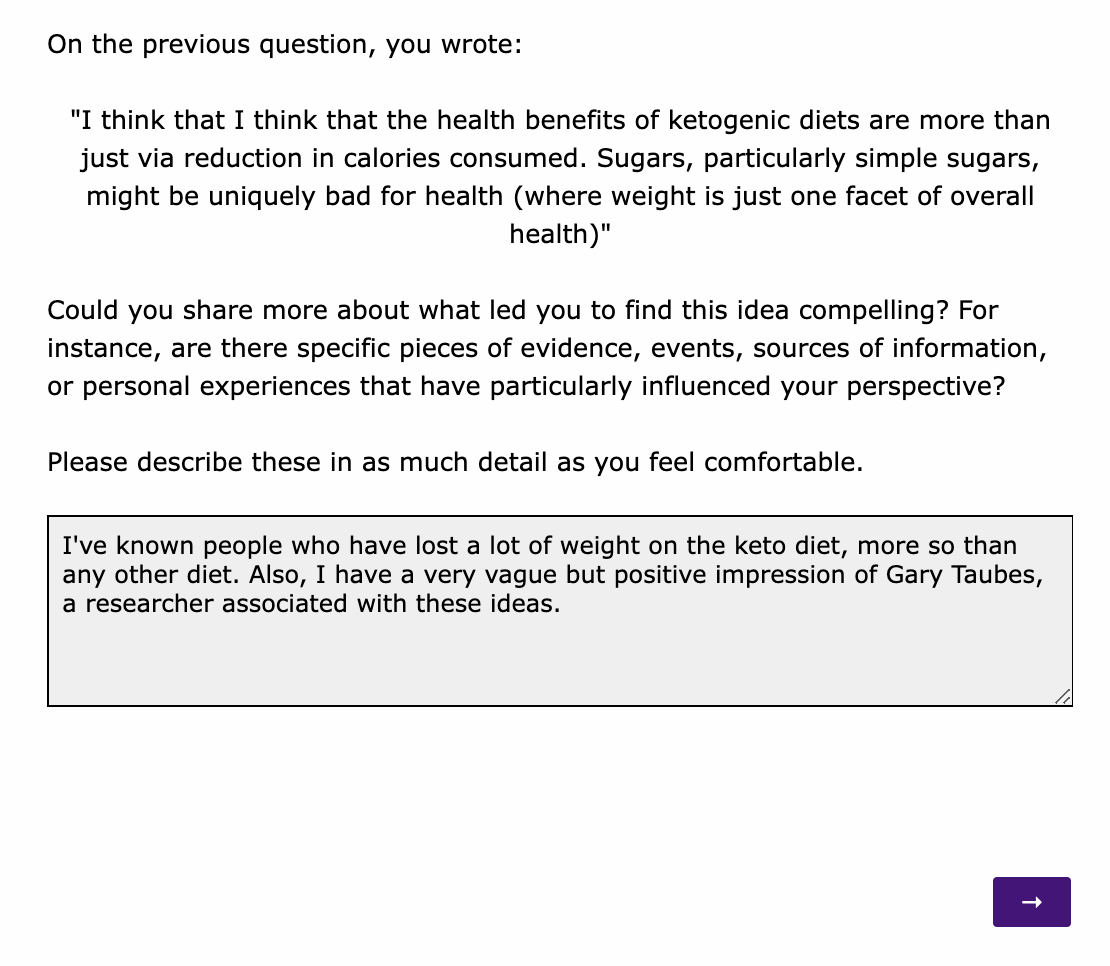 On the previous question, you wrote:
"I think that I think that the health benefits of ketogenic diets are more than
just via reduction in calories consumed. Sugars, particularly simple sugars,
might be uniquely bad for health (where weight is just one facet of overall
health)"
Could you share more about what led you to find this idea compelling? For
instance, are there specific pieces of evidence, events, sources of information,
or personal experiences that have particularly influenced your perspective?
Please describe these in as much detail as you feel comfortable.
I've known people who have lost a lot of weight on the keto diet, more so than
any other diet. Also, I have a very vague but positive impression of Gary Taubes,
a researcher associated with these ideas.
→